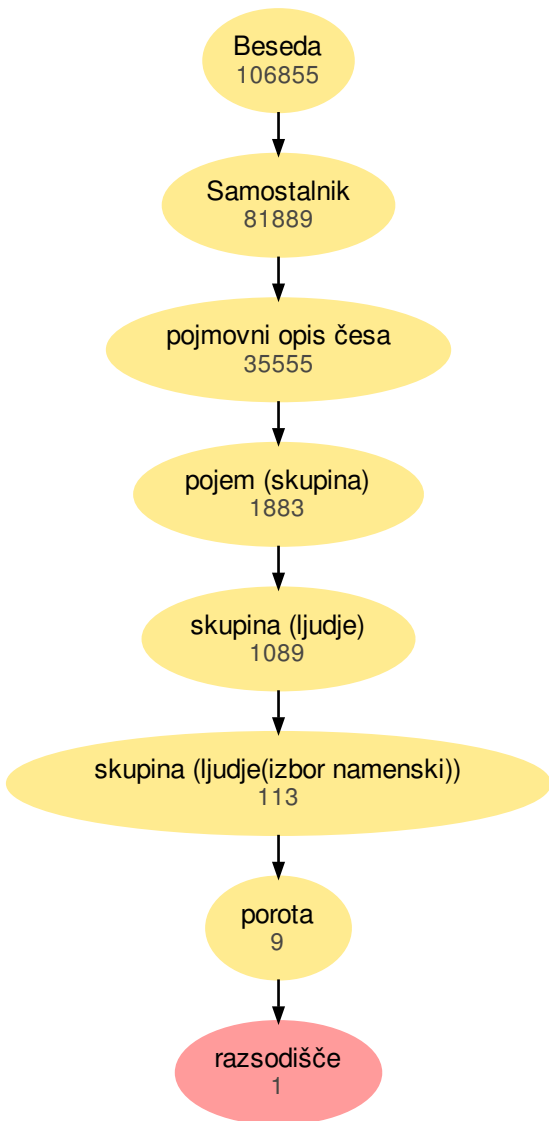 Beseda
106855
Samostalnik
81889
pojmovni opis česa
35555
pojem (skupina)
1883
skupina (ljudje)
1089
skupina (ljudje(izbor namenski))
113
porota
9
razsodišče
1